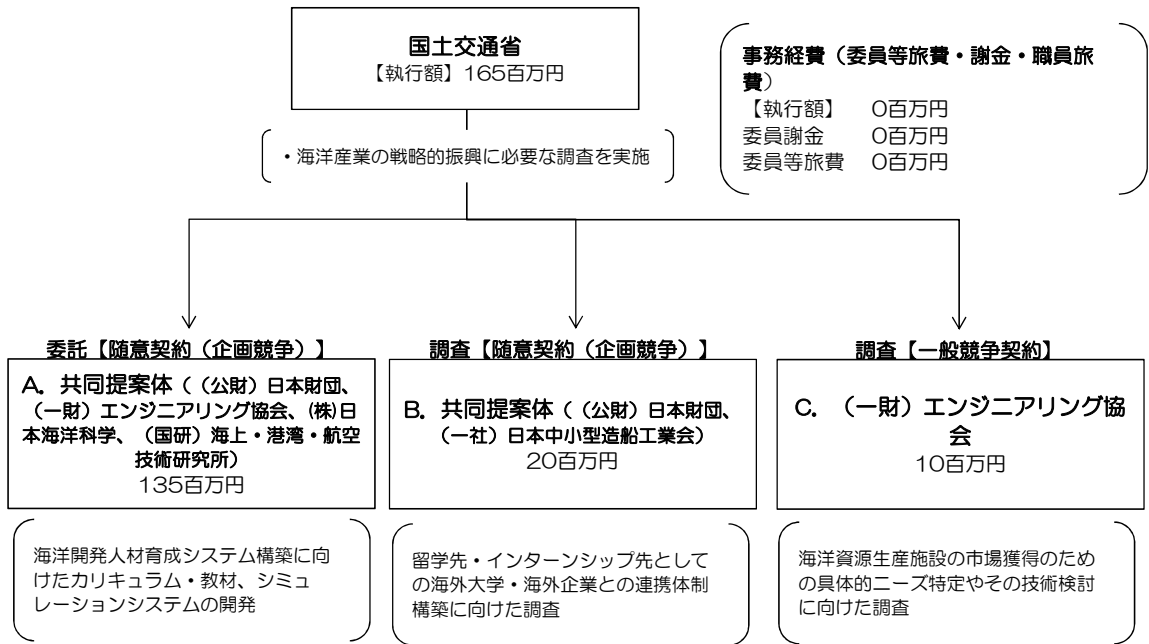 国土交通省
【執行額】165百万円
事務経費（委員等旅費・謝金・職員旅
費）
【執行額】　0百万円
委員謝金　　0百万円
委員等旅費　0百万円
・海洋産業の戦略的振興に必要な調査を実施
委託【随意契約（企画競争）】
A．共同提案体（（公財）日本財団、
（一財）エンジニアリング協会、(株)日
本海洋科学、（国研）海上・港湾・航空
技術研究所）
135百万円
海洋開発人材育成システム構築に向
けたカリキュラム・教材、シミュ
レーションシステムの開発
調査【随意契約（企画競争）】
B．共同提案体（（公財）日本財団、
（一社）日本中小型造船工業会）
20百万円
留学先・インターンシップ先として
の海外大学・海外企業との連携体制
構築に向けた調査
調査【一般競争契約】
C．（一財）エンジニアリング協
会
10百万円
海洋資源生産施設の市場獲得のため
の具体的ニーズ特定やその技術検討
に向けた調査